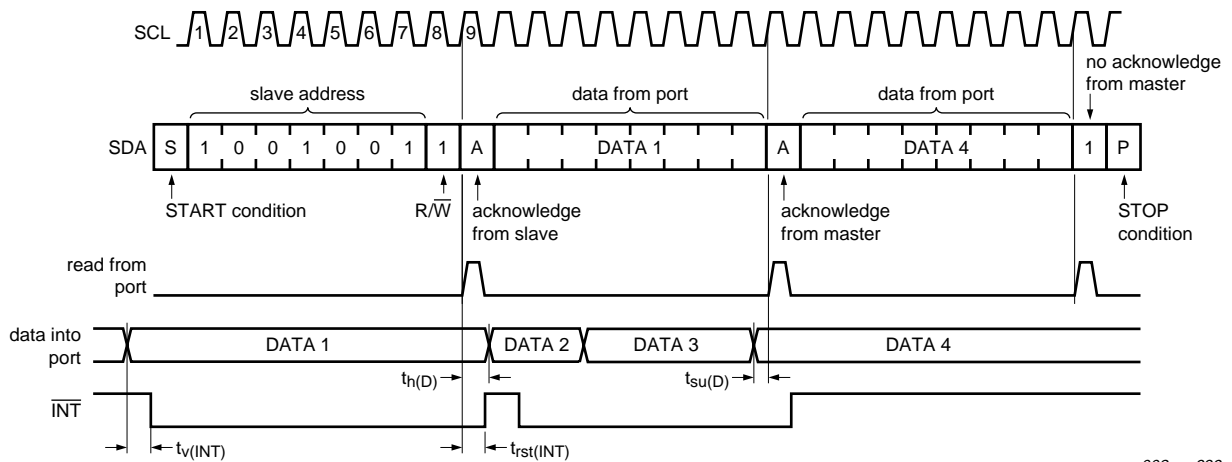 SCL 1 2 3 4 5 6 7 8 9
no acknowledge
from master
slave address data from port data from port
SDA S 1 0 0 1 0 0 1 1 A DATA 1 A DATA 4 1 P
START condition R/W acknowledge
from slave acknowledge
from master STOP
condition
read from
port
data into
port DATA 1 DATA 2 DATA 3 DATA 4
th(D) tsu(D)
INT
tv(INT) trst(INT)